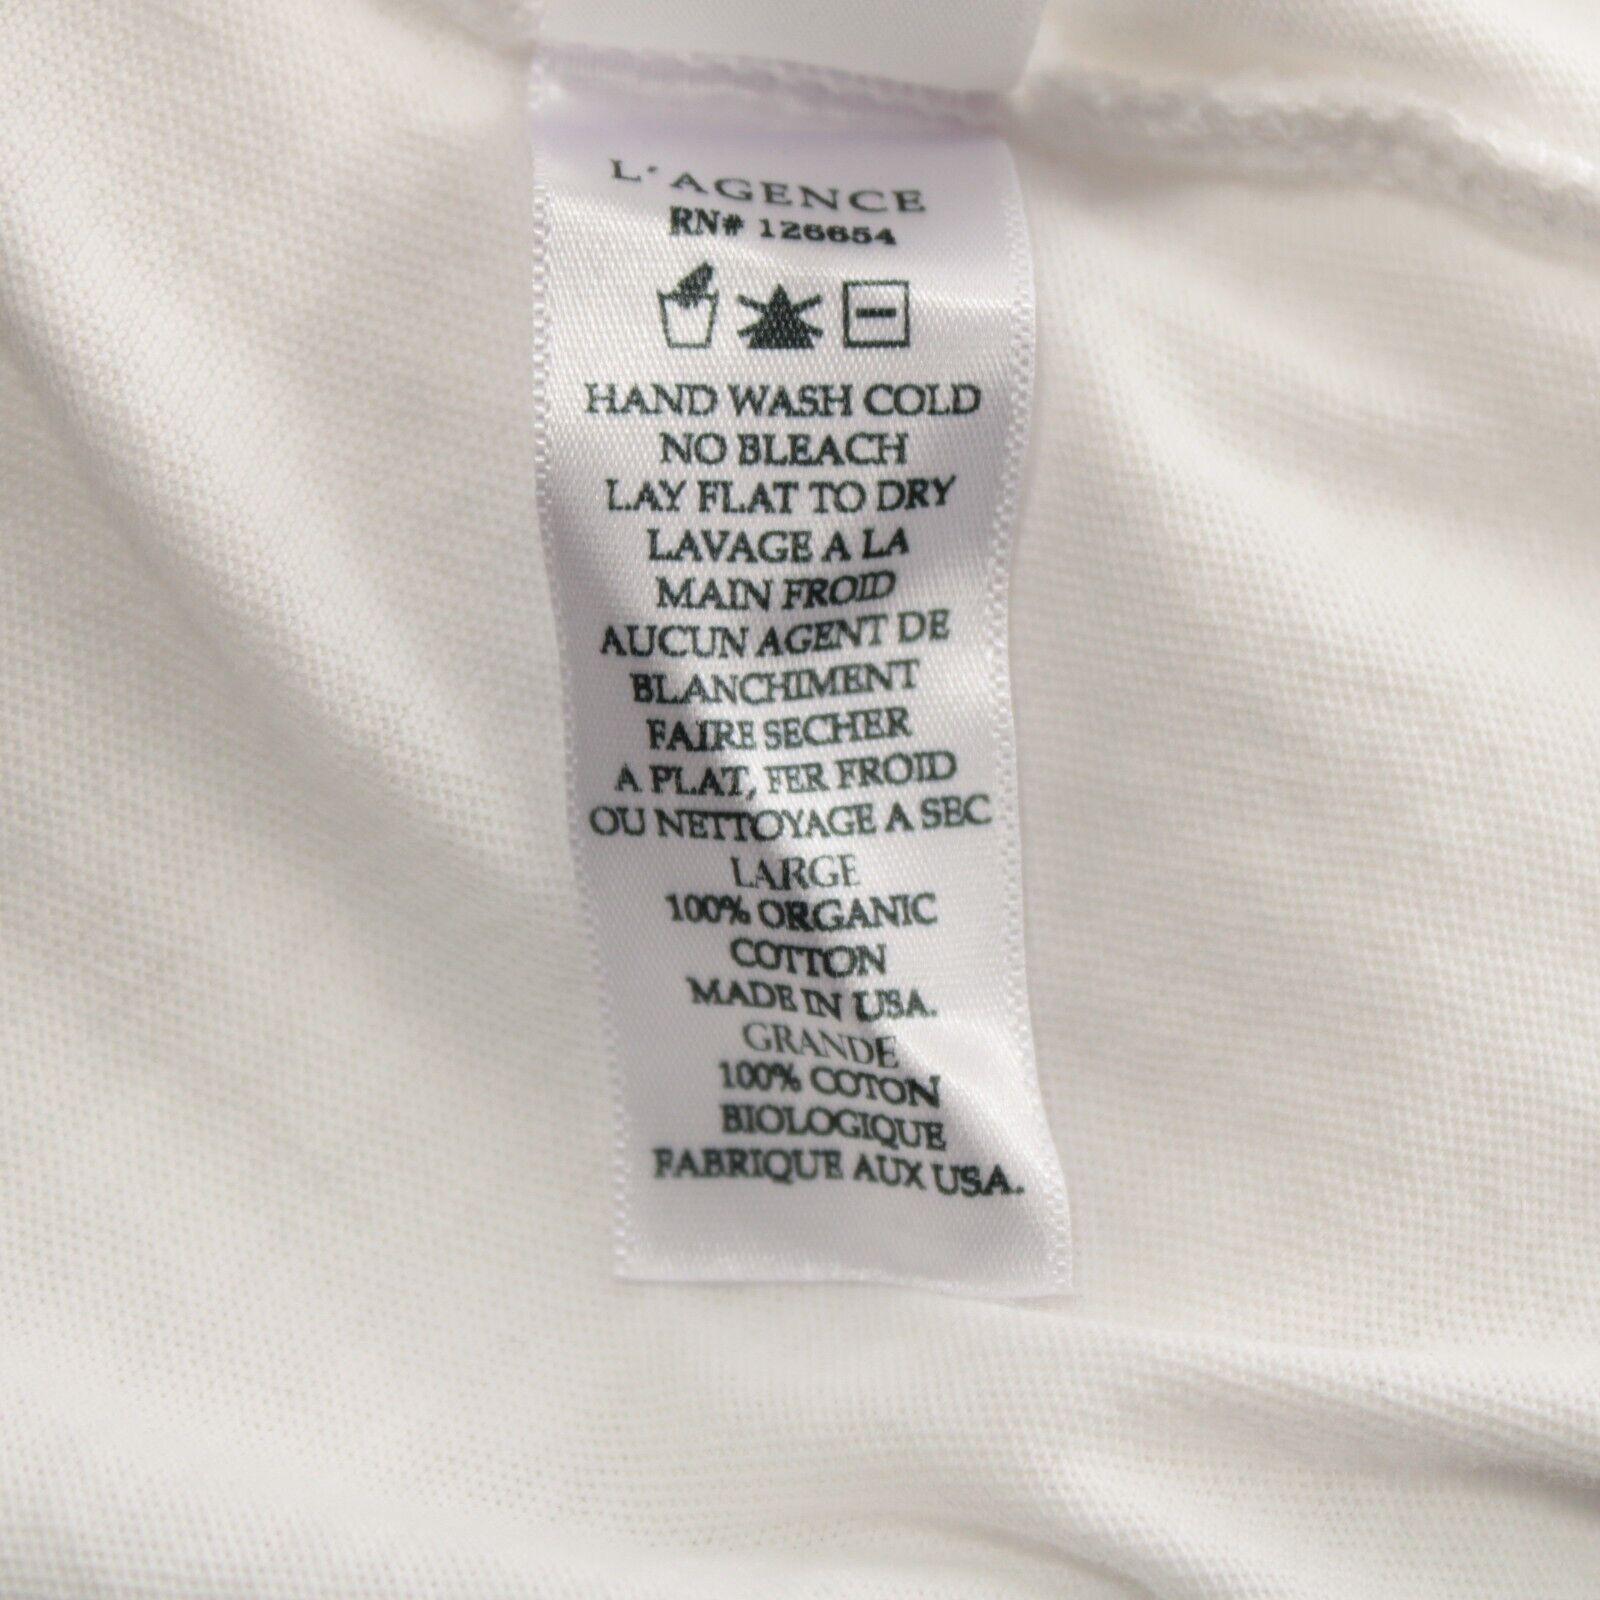 L'AGENCE
RN# 126654
HAND WASH COLD
NO BLEACH
LAY FLAT TO DRY
LAVAGE A LA
MAIN FROID
AUCUN AGENT DE
BLANCHIMENT
FAIRE SECHER
A PLAT, FER FROID
OU NETTOYAGE A SEC
LARGE
100% ORGANIC
COTTON
MADE IN USA.
GRANDE
100% COTON
BIOLOGIQUE
FABRIQUE AUX USA.